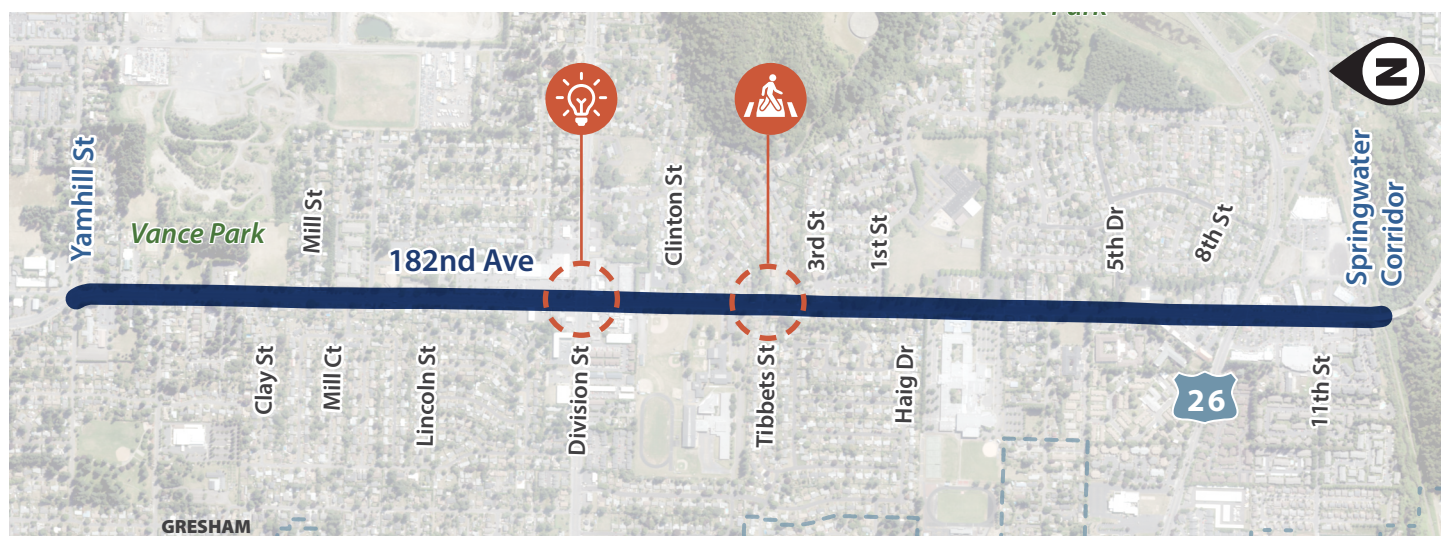 Park
N
Yamhill St
Vance Park
Mill St
182nd Ave
Clinton St
3rd St
1st St
5th Dr
8th St
Springwater
Corridor
Clay St
Mill Ct
Lincoln St
Division St
Tibbets St
Haig Dr
26
11th St
GRESHAM